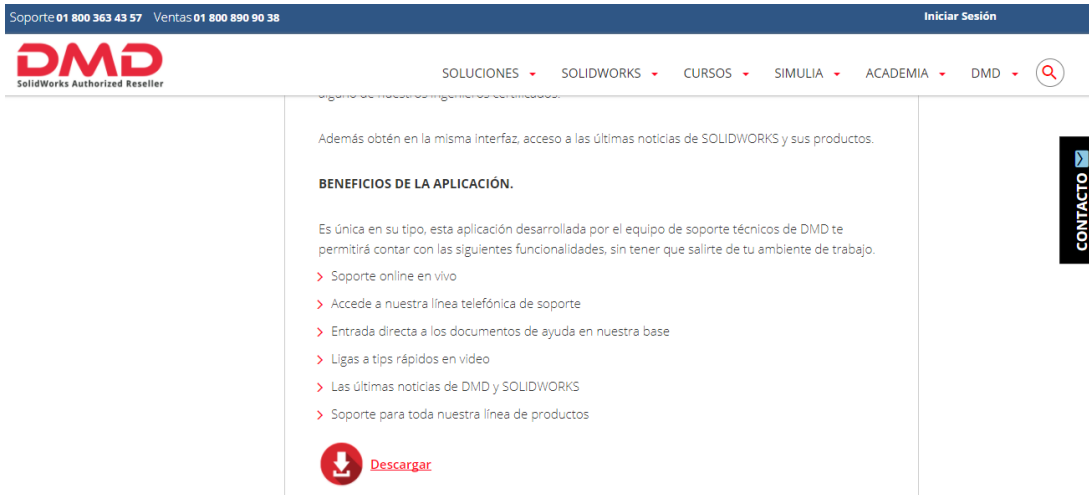 Soporte 01 800 363 43 57 Ventas 01 800 890 90 38
Iniciar Sesión
DMD
SolidWorks Authorized Reseller
SOLUCIONES SOLIDWORKS CURSOS SIMULIA ACADEMIA DMD
alguno de nuestros ingenieros certificados.
Además obtén en la misma interfaz, acceso a las últimas noticias de SOLIDWORKS y sus productos.
BENEFICIOS DE LA APLICACIÓN.
Es única en su tipo, esta aplicación desarrollada por el equipo de soporte técnicos de DMD te
permitirá contar con las siguientes funcionalidades, sin tener que salirte de tu ambiente de trabajo.
Soporte online en vivo
Accede a nuestra línea telefónica de soporte
Entrada directa a los documentos de ayuda en nuestra base
Ligas a tips rápidos en video
Las últimas noticias de DMD y SOLIDWORKS
Soporte para toda nuestra línea de productos
Descargar
CONTACTO